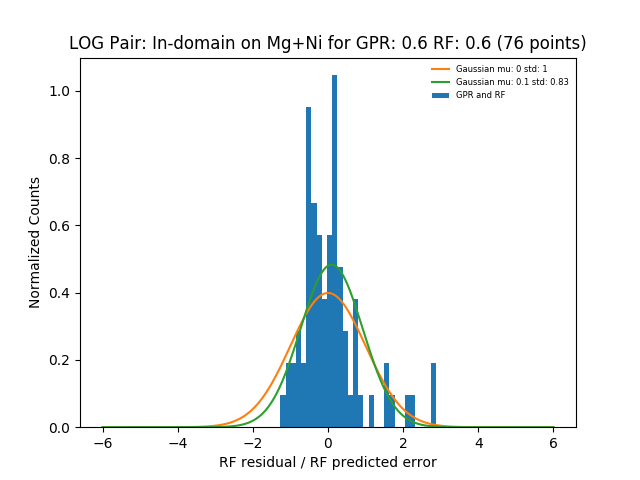 LOG Pair: In-domain on Mg+Ni for GPR: 0.6 RF: 0.6 (76 points)
Gaussian mu: 0 std: 1
Gaussian mu: 0.1 std: 0.83
GPR and RF
Normalized Counts
1.0
0.8
0.6
0.4
0.2
0.0
−6 −4 −2 0 2 4 6
RF residual / RF predicted error